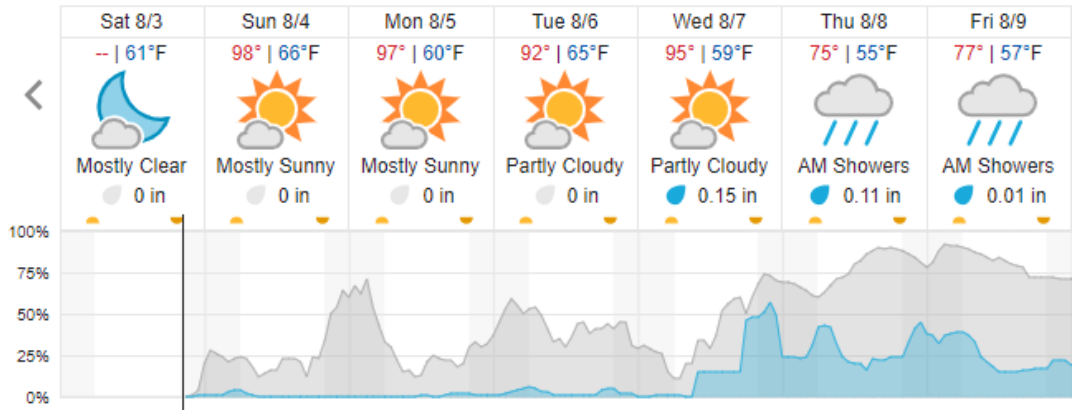 Sat 8/3 Sun 8/4 Mon 8/5 Tue 8/6 Wed 8/7 Thu 8/8 Fri 8/9
-- | 61°F 98° | 66°F 97° | 60°F 92° | 65°F 95° | 59°F 75° | 55°F 77° | 57°F
Mostly Clear Mostly Sunny Mostly Sunny Partly Cloudy Partly Cloudy AM Showers AM Showers
0 in 0 in 0 in 0 in 0.15 in 0.11 in 0.01 in
100%
75%
50%
25%
0%